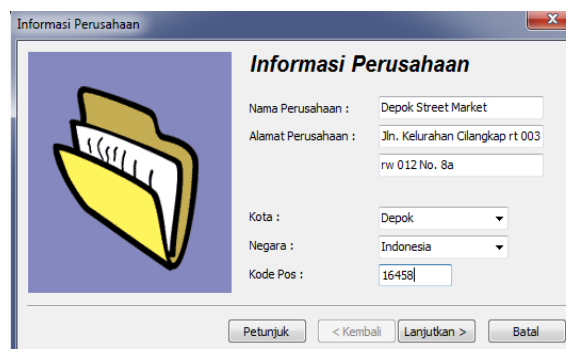 Informasi Perusahaan
Informasi Perusahaan
Nama Perusahaan : Depok Street Market
Alamat Perusahaan : Jln. Kelurahan Cilangkap rt 003
rw 012 No. 8a
Kota : Depok
Negara : Indonesia
Kode Pos : 16458
Petunjuk < Kembali Lanjutkan > Batal